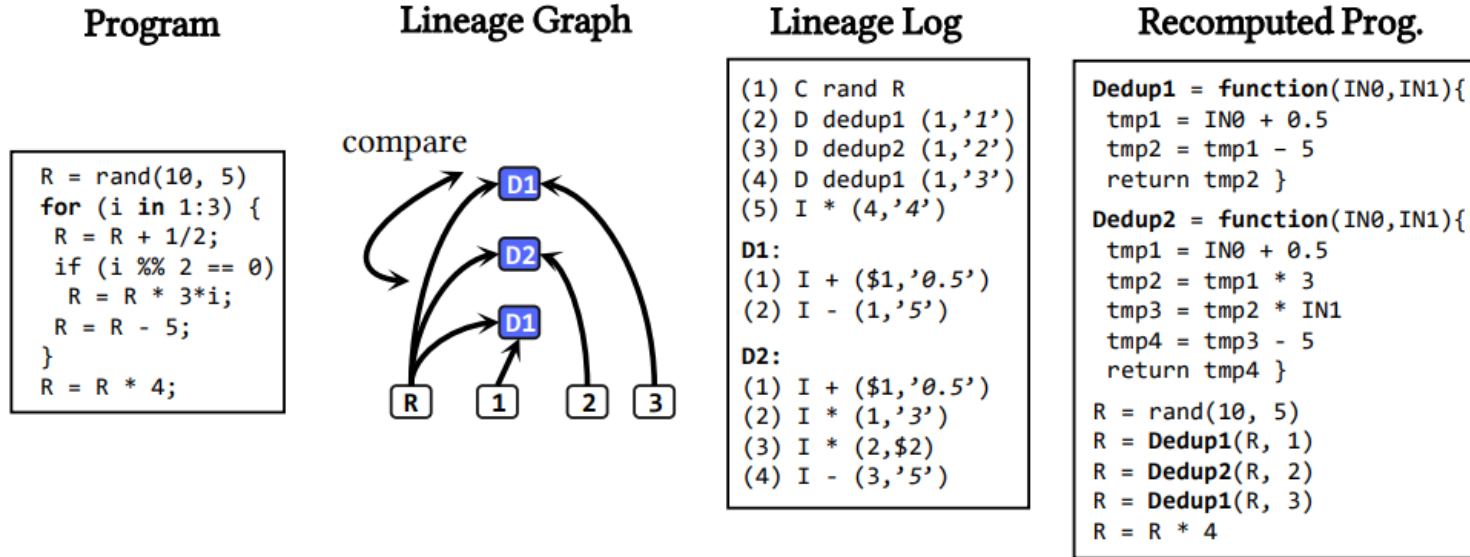 Program
R = rand(10, 5)
for (i in 1:3) {
R = R + 1/2;
if (i %% 2 == 0)
R = R * 3*i;
R = R - 5;
}
R = R * 4;
Lineage Graph
compare
D1
D2
D1
R 1 2 3
Lineage Log
(1) C rand R
(2) D dedup1 (1,’1’)
(3) D dedup2 (1,’2’)
(4) D dedup1 (1,’3’)
(5) I * (4,’4’)
D1:
(1) I + ($1,’0.5’)
(2) I - (1,’5’)
D2:
(1) I + ($1,’0.5’)
(2) I * (1,’3’)
(3) I * (2,$2)
(4) I - (3,’5’)
Recomputed Prog.
Dedup1 = function(IN0,IN1){
tmp1 = IN0 + 0.5
tmp2 = tmp1 – 5
return tmp2 }
Dedup2 = function(IN0,IN1){
tmp1 = IN0 + 0.5
tmp2 = tmp1 * 3
tmp3 = tmp2 * IN1
tmp4 = tmp3 - 5
return tmp4 }
R = rand(10, 5)
R = Dedup1(R, 1)
R = Dedup2(R, 2)
R = Dedup1(R, 3)
R = R * 4